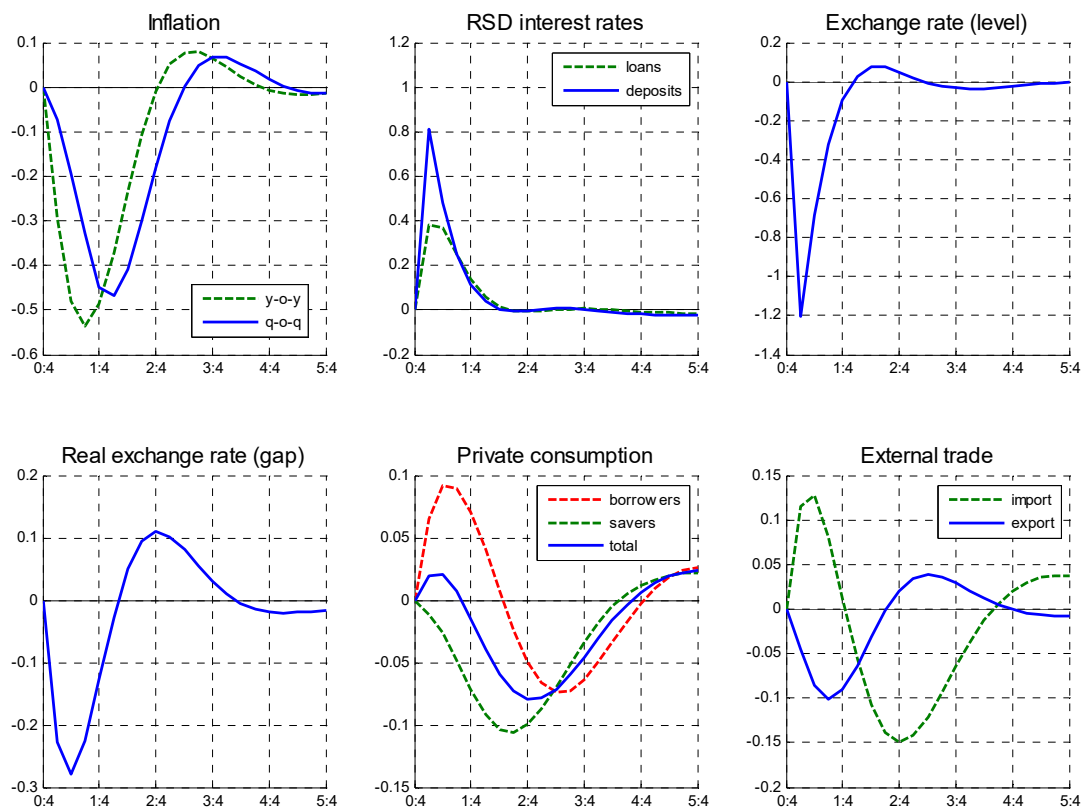 Inflation
0.1
0
-0.1
-0.2
-0.3
-0.4
-0.5
-0.6
0:4 1:4 2:4 3:4 4:4 5:4
y-o-y
q-o-q
RSD interest rates
1.2
1
0.8
0.6
0.4
0.2
0
-0.2
0:4 1:4 2:4 3:4 4:4 5:4
loans
deposits
Exchange rate (level)
0.2
0
-0.2
-0.4
-0.6
-0.8
-1
-1.2
-1.4
0:4 1:4 2:4 3:4 4:4 5:4
Real exchange rate (gap)
0.2
0.1
0
-0.1
-0.2
-0.3
0:4 1:4 2:4 3:4 4:4 5:4
Private consumption
0.1
0.05
0
-0.05
-0.1
-0.15
0:4 1:4 2:4 3:4 4:4 5:4
borrowers
savers
total
External trade
0.15
0.1
0.05
0
-0.05
-0.1
-0.15
-0.2
0:4 1:4 2:4 3:4 4:4 5:4
import
export